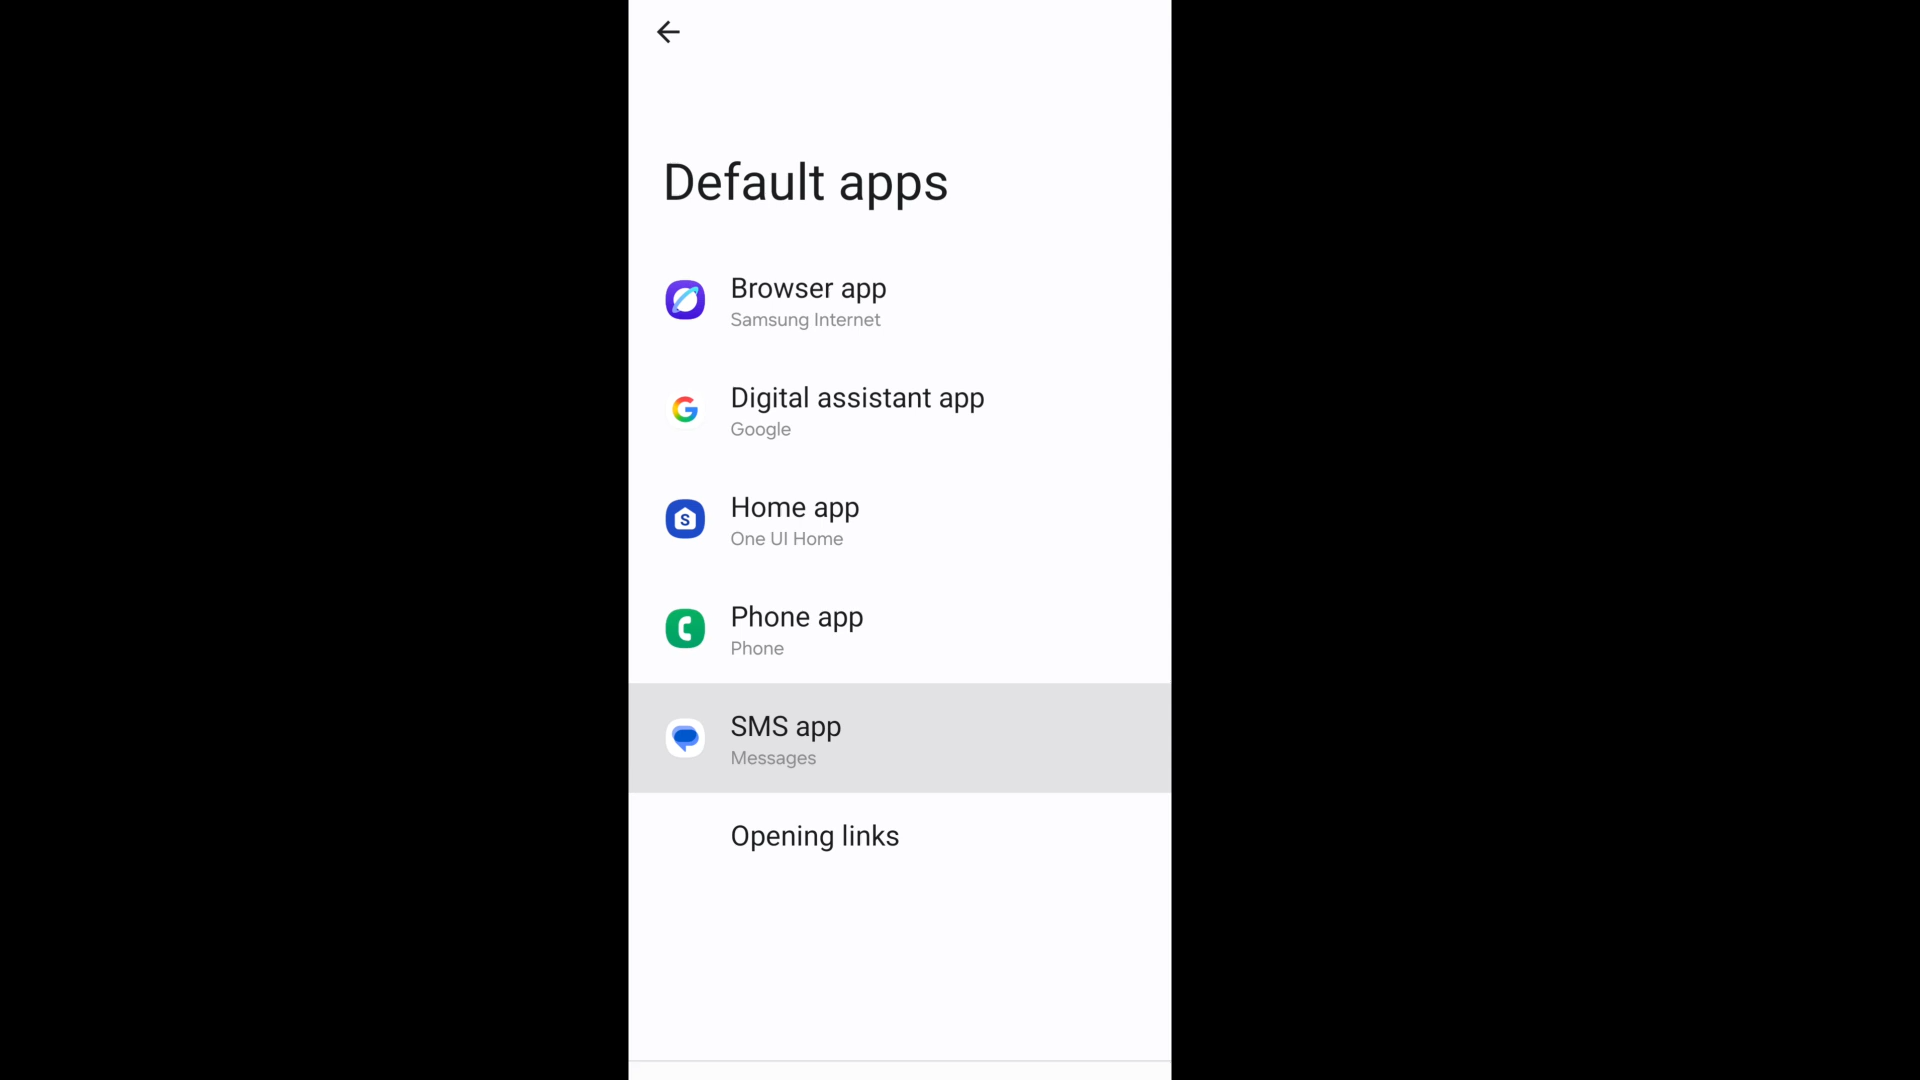 Default apps
Browser app
Samsung Internet
Digital assistant app
Google
Home app
One UI Home
Phone app
Phone
SMS app
Messages
Opening links